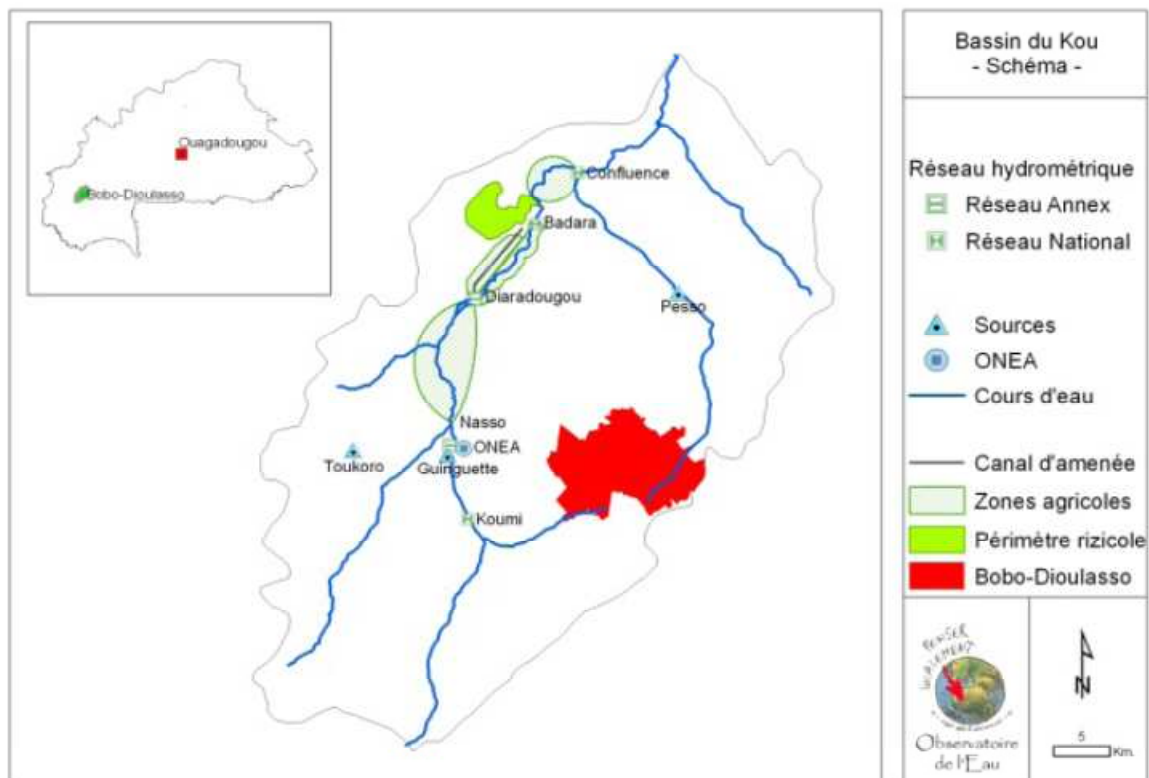 Ouagadougou
Bobo-Dioulasso
Confluence
Badara
Diaradougou
Pesso
Nasso
ONEA
Toukoro
Guinguette
Koumi
Bassin du Kou
- Schéma -
Réseau hydrométrique
Réseau Annex
Réseau National
Sources
ONEA
Cours d'eau
Canal d'amenée
Zones agricoles
Périmètre rizicole
Bobo-Dioulasso
Observatoire
de l'Eau
N
5
Km.